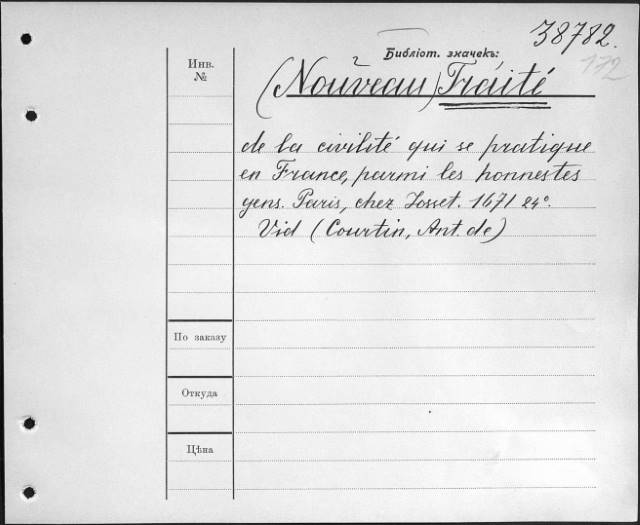 38782.
Библіот. значекъ:
172
Инв.
№
(Nouveau) Traité
de la civilité qui se pratique
en France, parmi les honnestes
gens. Paris, chez Josset. 1671 24°.
Vid (Courtin, Ant. de)
По заказу
Откуда
Цѣна